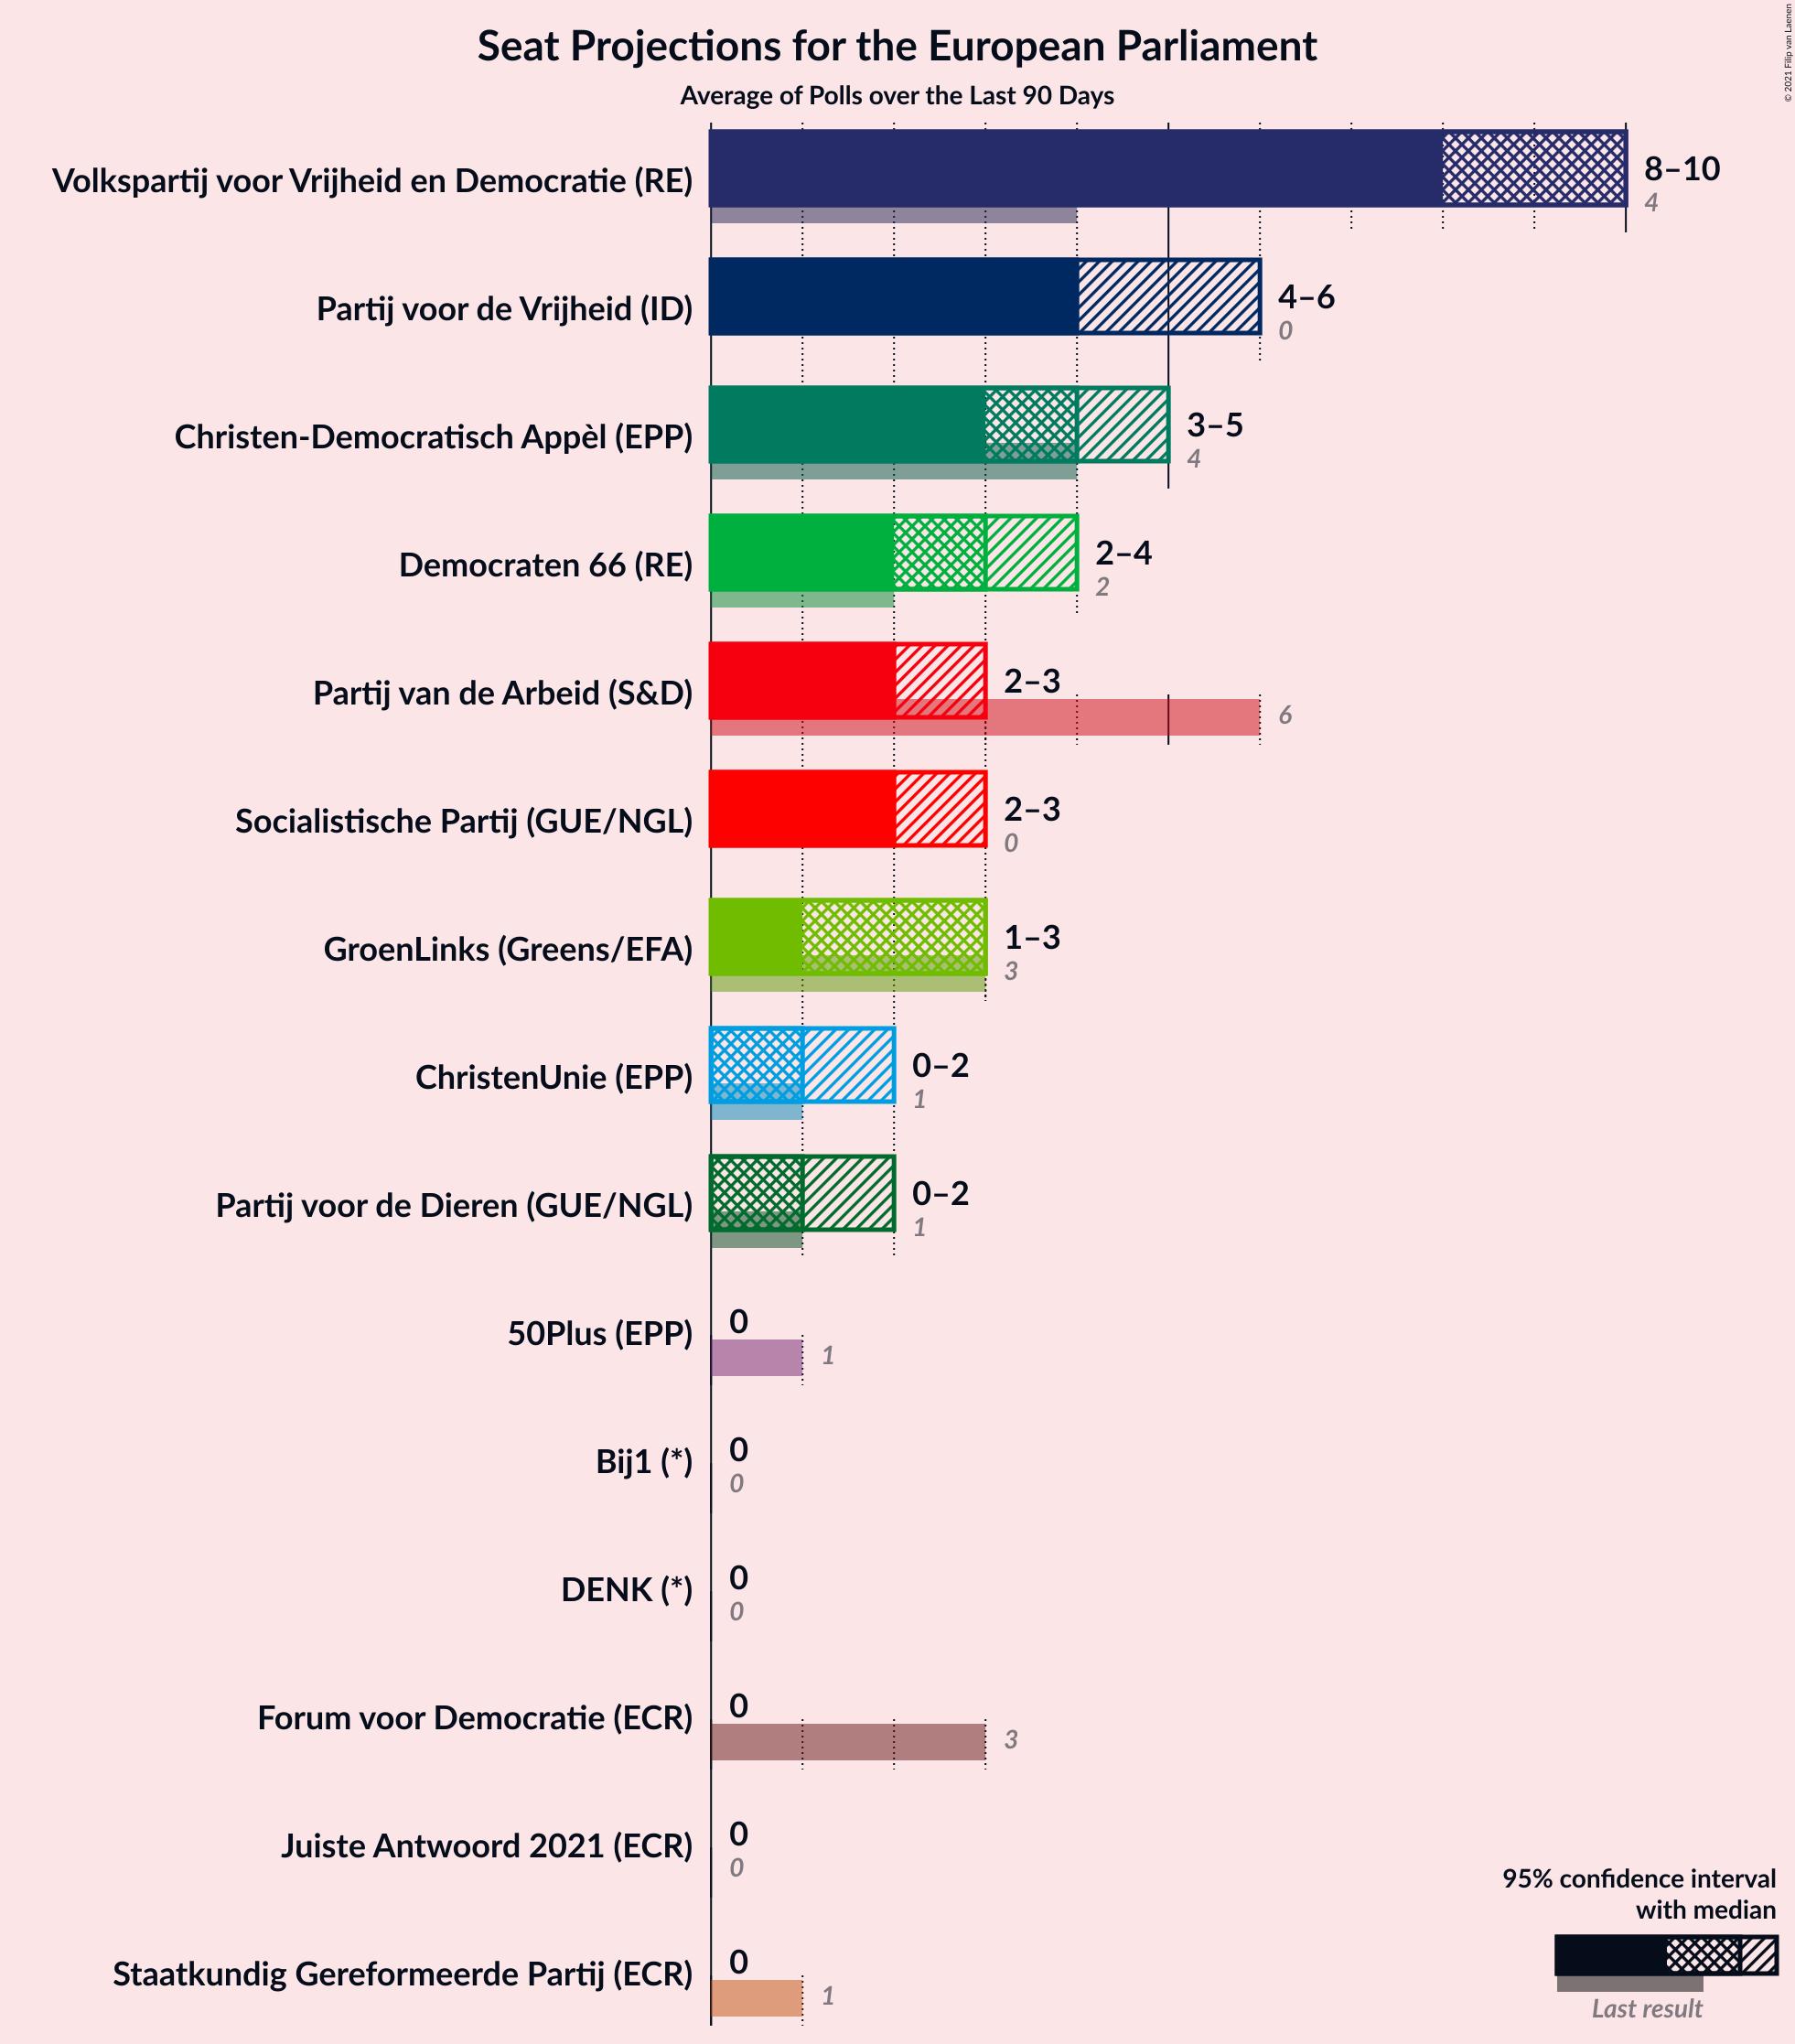 Seat Projections for the European Parliament
Average of Polls over the Last 90 Days
© 2021 Filip van Laenen
Volkspartij voor Vrijheid en Democratie (RE)
8–10
4
Partij voor de Vrijheid (ID)
4–6
0
Christen-Democratisch Appèl (EPP)
3–5
4
Democraten 66 (RE)
2–4
2
Partij van de Arbeid (S&D)
2–3
6
Socialistische Partij (GUE/NGL)
2–3
0
GroenLinks (Greens/EFA)
1–3
3
ChristenUnie (EPP)
0–2
1
Partij voor de Dieren (GUE/NGL)
0–2
1
50Plus (EPP)
0
1
Bij1 (*)
0
0
DENK (*)
0
0
Forum voor Democratie (ECR)
0
3
Juiste Antwoord 2021 (ECR)
0
0
Staatkundig Gereformeerde Partij (ECR)
0
1
95% confidence interval
with median
Last result